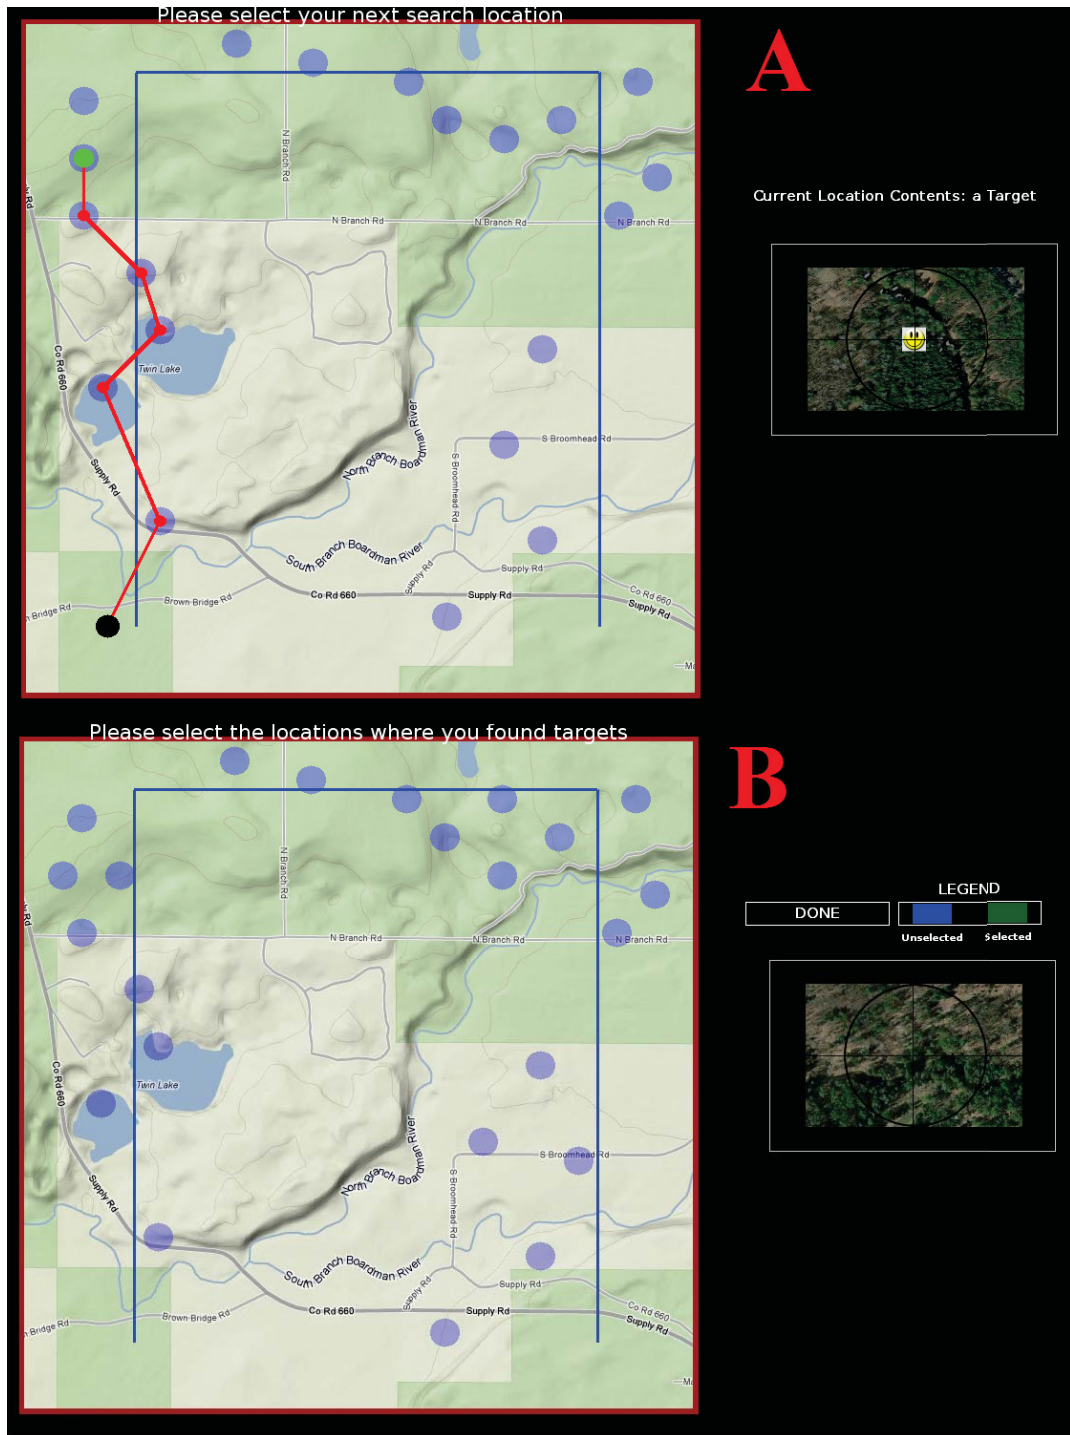 Please select your next search location
A
N Branch Rd
Current Location Contents: a Target
N Branch Rd
N Branch Rd
N Branch Rd
Co Rd 660
Twin Lake
North Branch Boardman River
S Broomhead Rd
S Broomhead Rd
Supply Rd
South Branch Boardman River
Supply Rd
Supply Rd
Brown Bridge Rd
Co Rd 660
Supply Rd
Co Rd 660
Supply Rd
Bridge Rd
Please select the locations where you found targets
B
N Branch Rd
LEGEND
DONE
Unselected
Selected
N Branch Rd
N Branch Rd
N Branch Rd
Co Rd 660
Twin Lake
North Branch Boardman River
S Broomhead Rd
S Broomhead Rd
Supply Rd
South Branch Boardman River
Supply Rd
Supply Rd
Brown Bridge Rd
Co Rd 660
Supply Rd
Co Rd 660
Supply Rd
Bridge Rd